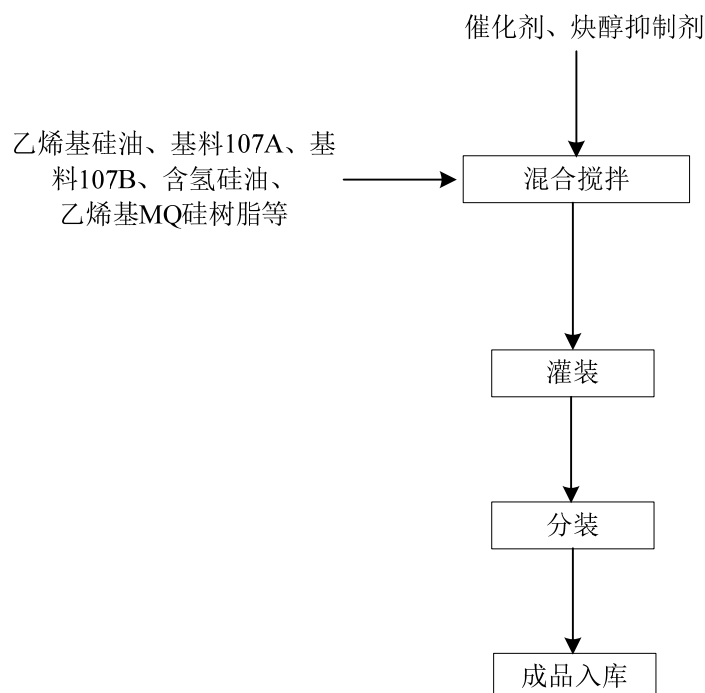 催化剂、炔醇抑制剂
乙烯基硅油、基料107A、基
料107B、含氢硅油、
乙烯基MQ硅树脂等
混合搅拌
灌装
分装
成品入库